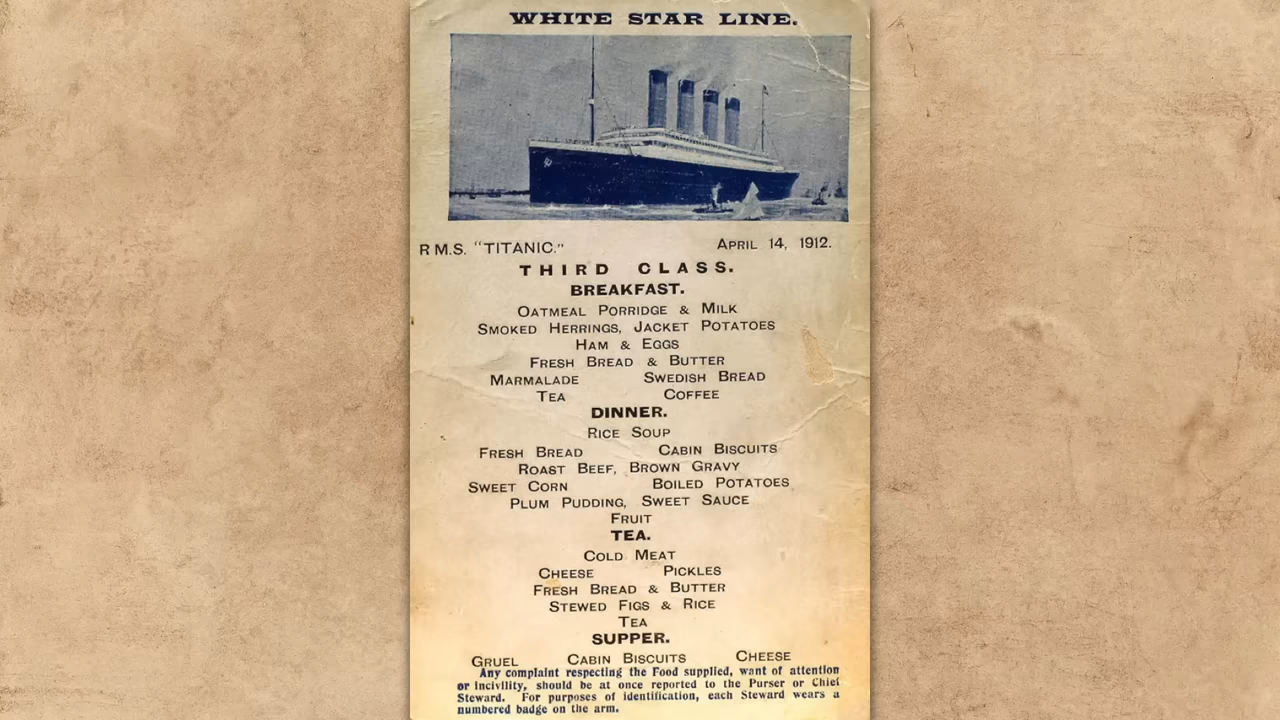 WHITE STAR LINE.
R.M.S. "TITANIC."    APRIL 14, 1912.
THIRD CLASS.
BREAKFAST.
OATMEAL PORRIDGE & MILK
SMOKED HERRINGS, JACKET POTATOES
HAM & EGGS
FRESH BREAD & BUTTER
MARMALADE    SWEDISH BREAD
TEA    COFFEE
DINNER.
RICE SOUP
FRESH BREAD    CABIN BISCUITS
ROAST BEEF, BROWN GRAVY
SWEET CORN    BOILED POTATOES
PLUM PUDDING, SWEET SAUCE
FRUIT
TEA.
COLD MEAT
CHEESE    PICKLES
FRESH BREAD & BUTTER
STEWED FIGS & RICE
TEA
SUPPER.
GRUEL    CABIN BISCUITS    CHEESE
Any complaint respecting the Food supplied, want of attention
or incivility, should be at once reported to the Purser or Chief
Steward. For purposes of identification, each Steward wears a
numbered badge on the arm.